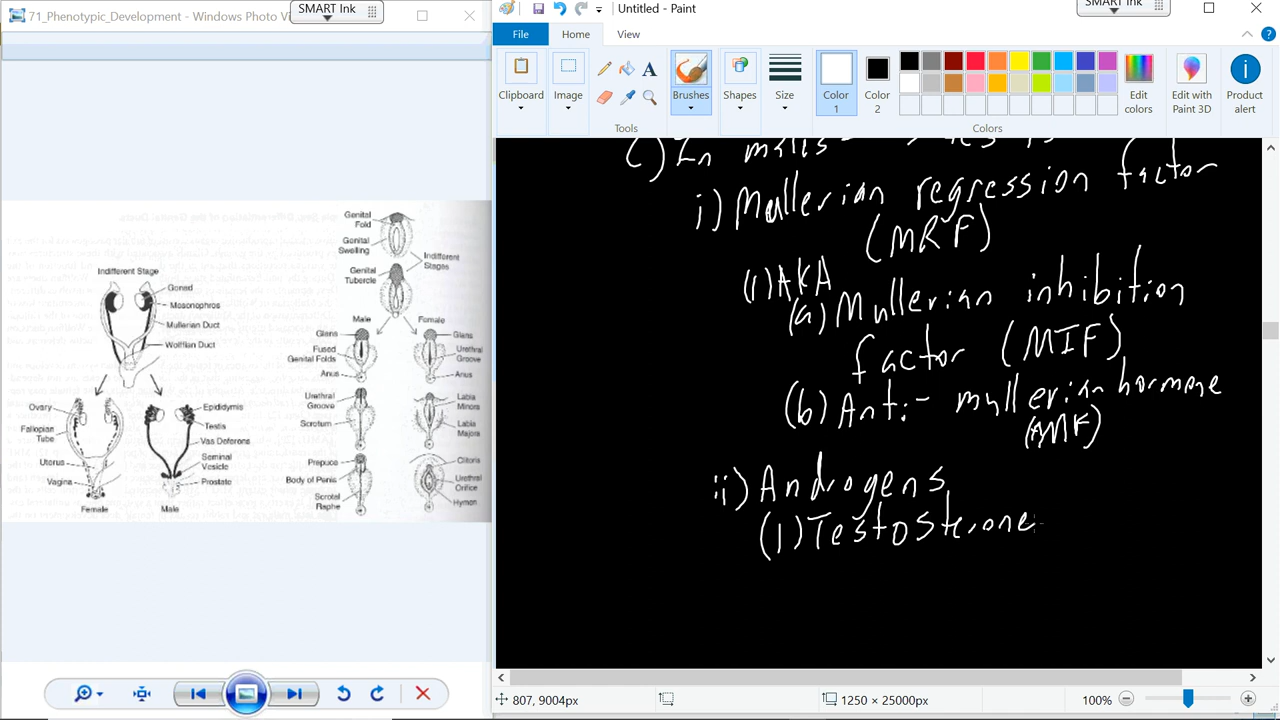 71_Phenotypic_Development - Windows Photo Vi
SMART Ink
Indifferent Stage
Gonad
Mesonephros
Mullerian Duct
Wolffian Duct
Ovary
Fallopian
Tube
Uterus
Vagina
Female
Epididymis
Testis
Vas Deferens
Seminal
Vesicle
Prostate
Male
Genital
Fold
Genital
Swelling
Genital
Tubercle
Indifferent
Stages
Male
Female
Glans
Fused
Genital Folds
Anus
Glans
Urethral
Groove
Anus
Urethral
Groove
Scrotum
Labia
Minora
Labia
Majora
Prepuce
Body of Penis
Scrotal
Raphe
Clitoris
Urethral
Orifice
Hymen
Untitled - Paint
SMART Ink
File
Home
View
Clipboard
Image
Tools
Brushes
Shapes
Size
Color
1
Color
2
Edit
colors
Edit with
Paint 3D
Product
alert
Colors
i) Mullerian regression factor
(MRF)
(1) AKA
(a) Mullerian inhibition
factor (MIF)
(b) Anti- mullerian hormone
ii) Androgens
(1) Testosterone
807, 9004px
1250 × 25000px
100%